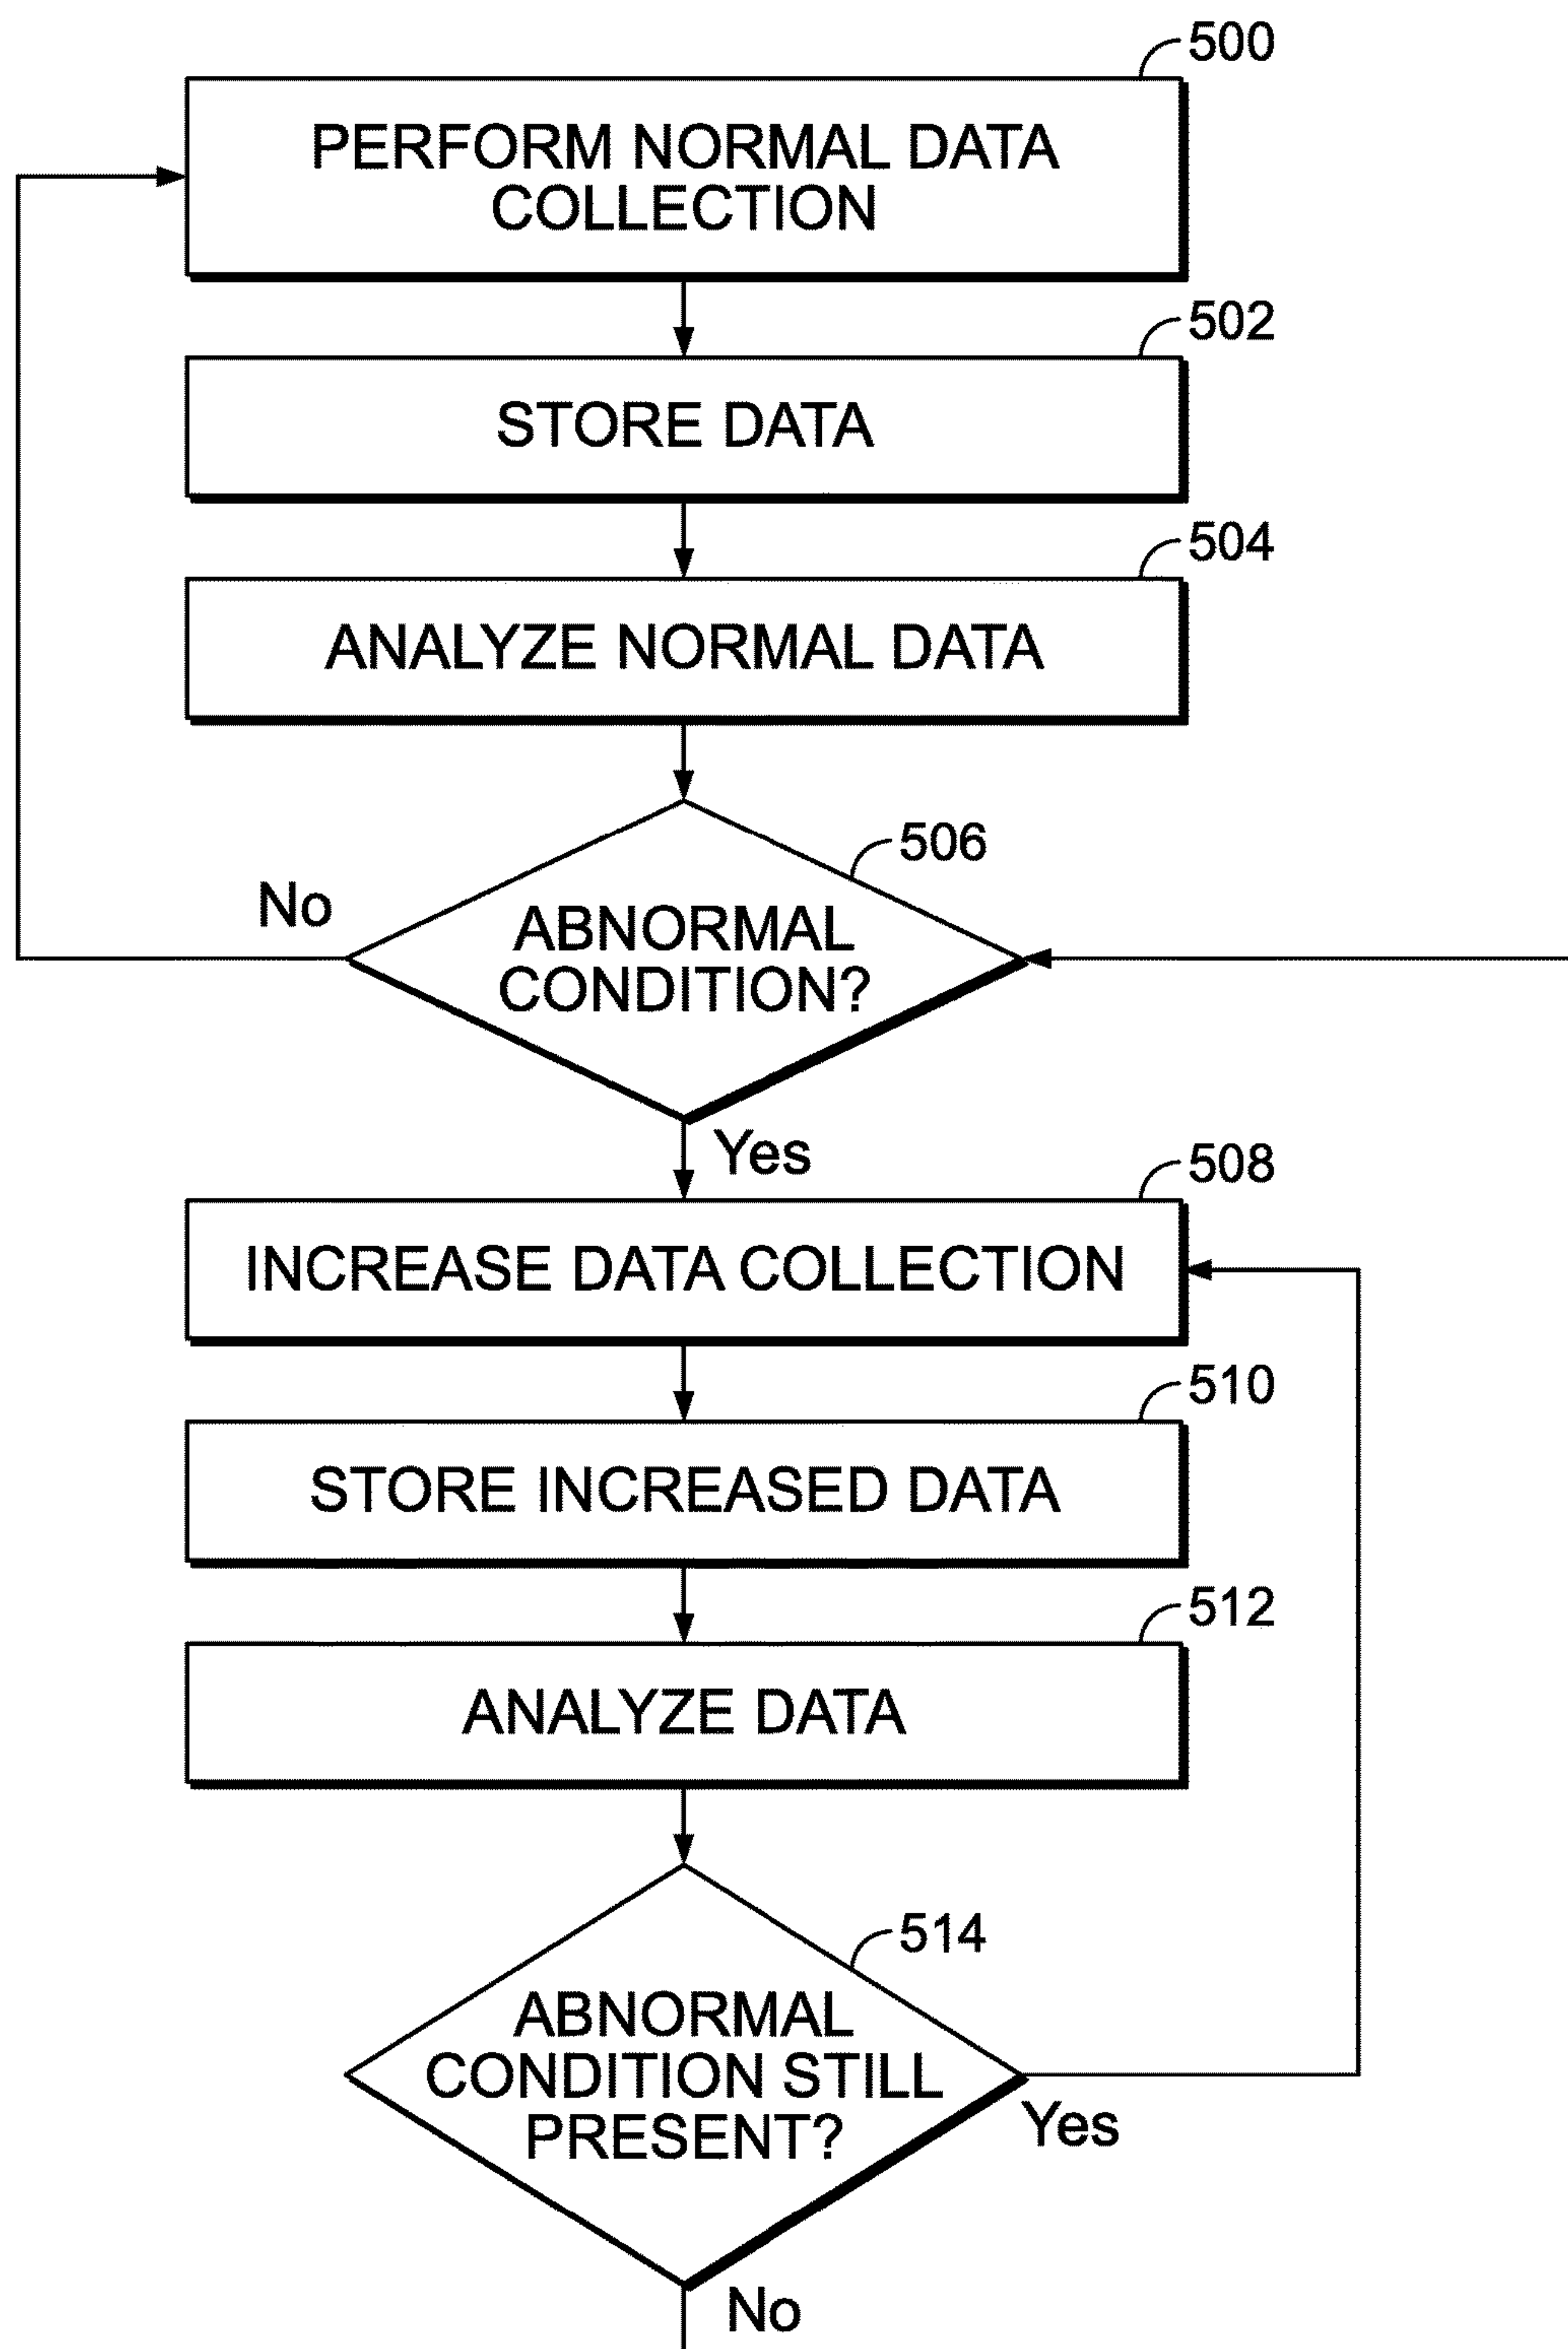 500
PERFORM NORMAL DATA
COLLECTION
502
STORE DATA
504
ANALYZE NORMAL DATA
506
No
ABNORMAL
CONDITION?
Yes
508
INCREASE DATA COLLECTION
510
STORE INCREASED DATA
512
ANALYZE DATA
514
ABNORMAL
CONDITION STILL
PRESENT?
Yes
No